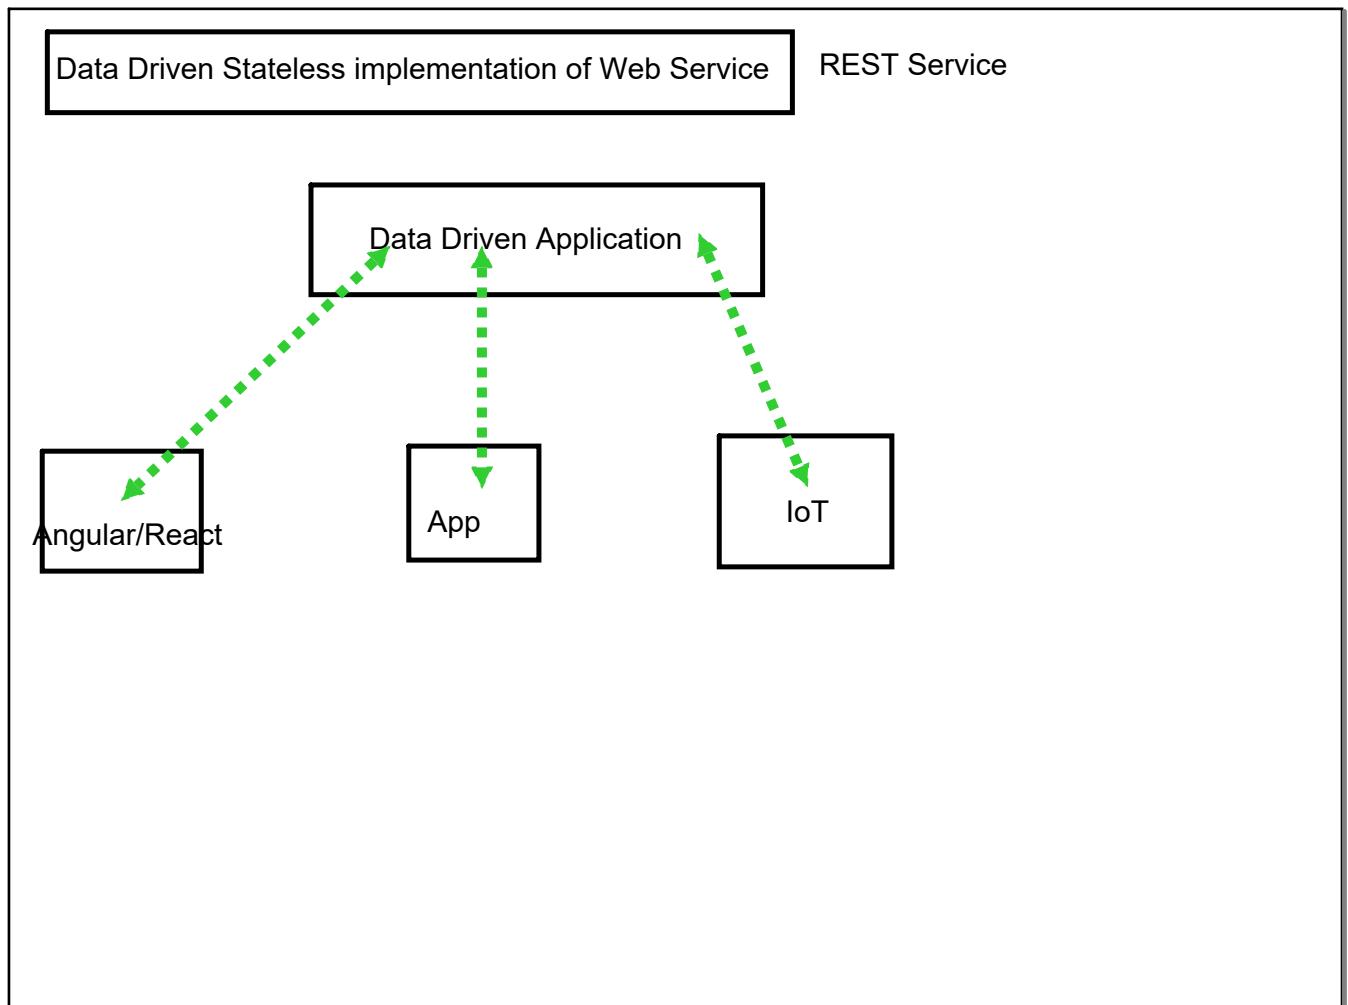 Data Driven Stateless implementation of Web Service
REST Service
Data Driven Application
Angular/React
App
IoT